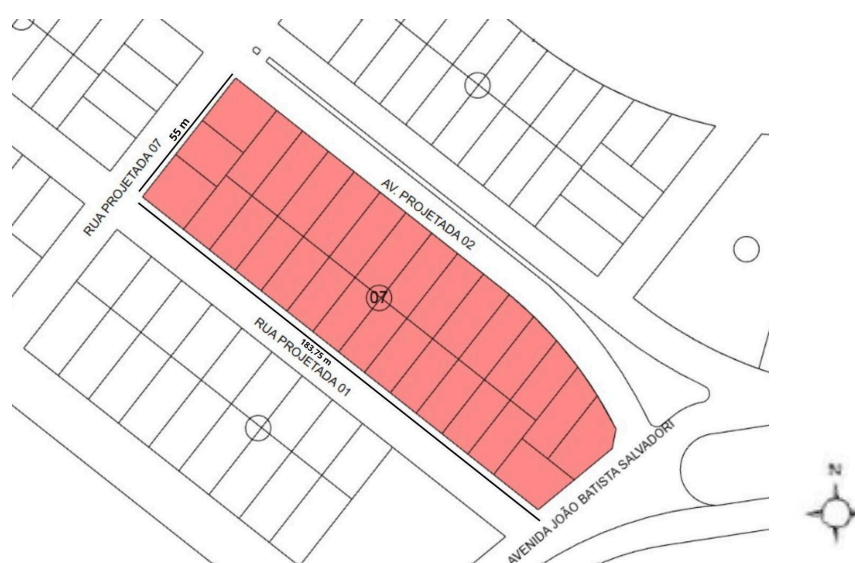 55 m
RUA PROJETADA 07
AV. PROJETADA 02
07
183,75 m
RUA PROJETADA 01
AVENIDA JOÃO BATISTA SALVADORI
N